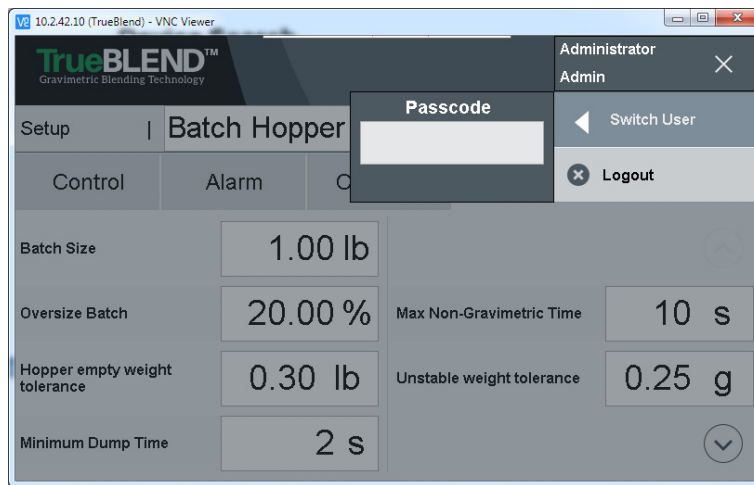 10.2.42.10 (TrueBlend) - VNC Viewer
TrueBLEND™
Gravimetric Blending Technology
Administrator
Admin
Passcode
Switch User
Logout
Setup | Batch Hopper
Control Alarm C
Batch Size 1.00 lb
Oversize Batch 20.00 % Max Non-Gravimetric Time 10 s
Hopper empty weight
tolerance 0.30 lb Unstable weight tolerance 0.25 g
Minimum Dump Time 2 s